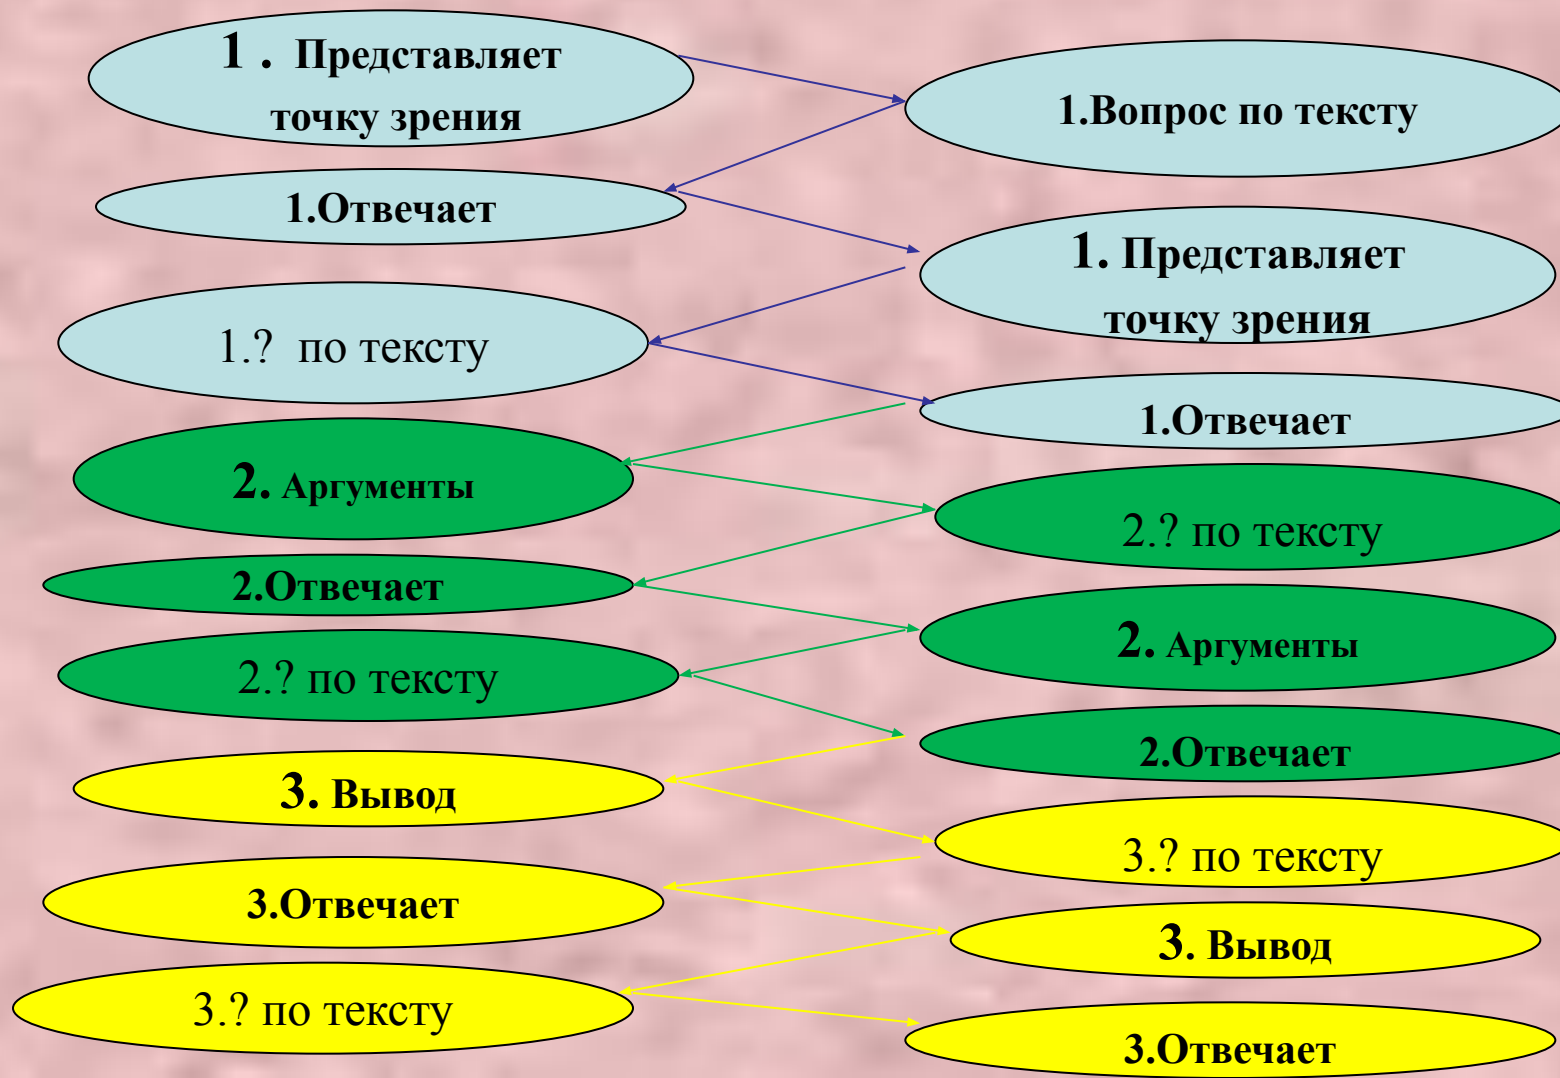 1 . Представляет
точку зрения
1.Вопрос по тексту
1.Отвечает
1. Представляет
точку зрения
1.? по тексту
1.Отвечает
2. Аргументы
2.? по тексту
2.Отвечает
2. Аргументы
2.? по тексту
2.Отвечает
3. Вывод
3.? по тексту
3.Отвечает
3. Вывод
3.? по тексту
3.Отвечает